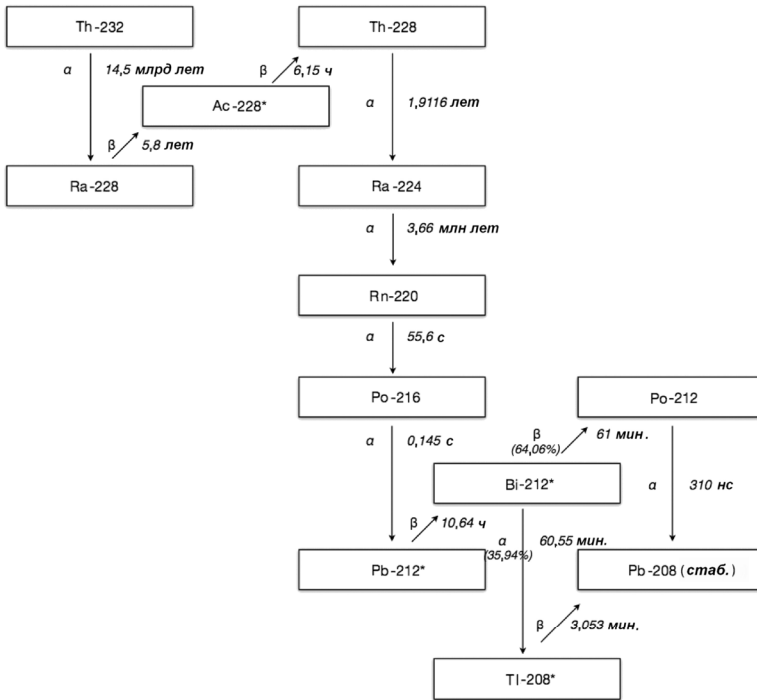 Th-232
Th-228
α 14,5 млрд лет
β 6,15 ч
Ac-228*
α 1,9116 лет
β 5,8 лет
Ra-228
Ra-224
α 3,66 млн лет
Rn-220
α 55,6 с
Po-216
Po-212
α 0,145 с
β 61 мин.
(64,06%)
Bi-212*
α 310 нс
β 10,64 ч
α 60,55 мин.
(35,94%)
Pb-212*
Pb-208 (стаб.)
β 3,053 мин.
Tl-208*